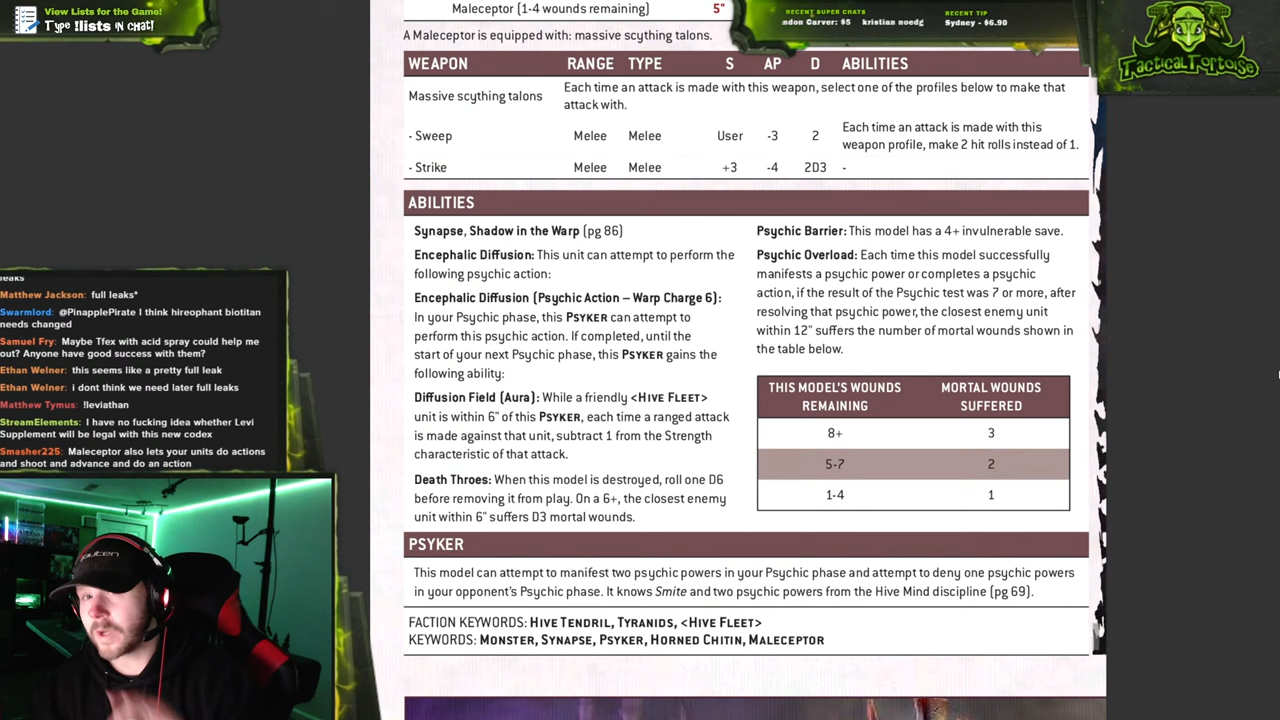 View Lists for the Game!
Type !lists in chat!
RECENT SUPER CHATS
ndon Carver: $5 kristian noedg
RECENT TIP
Sydney - $6.90
TacticalTortoise
Maleceptor (1-4 wounds remaining) 5"
A Maleceptor is equipped with: massive scything talons.
WEAPON RANGE TYPE S AP D ABILITIES
Massive scything talons Each time an attack is made with this weapon, select one of the profiles below to make that
attack with.
- Sweep Melee Melee User -3 2 Each time an attack is made with this
weapon profile, make 2 hit rolls instead of 1.
- Strike Melee Melee +3 -4 2D3 -
ABILITIES
Synapse, Shadow in the Warp (pg 86)
Encephalic Diffusion: This unit can attempt to perform the
following psychic action:
Encephalic Diffusion (Psychic Action – Warp Charge 6):
In your Psychic phase, this PSYKER can attempt to
perform this psychic action. If completed, until the
start of your next Psychic phase, this PSYKER gains the
following ability:
Diffusion Field (Aura): While a friendly <HIVE FLEET>
unit is within 6" of this PSYKER, each time a ranged attack
is made against that unit, subtract 1 from the Strength
characteristic of that attack.
Death Throes: When this model is destroyed, roll one D6
before removing it from play. On a 6+, the closest enemy
unit within 6" suffers D3 mortal wounds.
Psychic Barrier: This model has a 4+ invulnerable save.
Psychic Overload: Each time this model successfully
manifests a psychic power or completes a psychic
action, if the result of the Psychic test was 7 or more, after
resolving that psychic power, the closest enemy unit
within 12" suffers the number of mortal wounds shown in
the table below.
THIS MODEL'S WOUNDS MORTAL WOUNDS
REMAINING SUFFERED
8+ 3
5-7 2
1-4 1
PSYKER
This model can attempt to manifest two psychic powers in your Psychic phase and attempt to deny one psychic powers
in your opponent's Psychic phase. It knows Smite and two psychic powers from the Hive Mind discipline (pg 69).
FACTION KEYWORDS: HIVE TENDRIL, TYRANIDS, <HIVE FLEET>
KEYWORDS: MONSTER, SYNAPSE, PSYKER, HORNED CHITIN, MALECEPTOR
leaks
Matthew Jackson: full leaks*
Swarmlord: @PinapplePirate I think hireophant biotitan
needs changed
Samuel Fry: Maybe Tfex with acid spray could help me
out? Anyone have good success with them?
Ethan Welner: this seems like a pretty full leak
Ethan Welner: i dont think we need later full leaks
Matthew Tymus: !leviathan
StreamElements: I have no fucking idea whether Levi
Supplement will be legal with this new codex
Smasher225: Maleceptor also lets your units do actions
and shoot and advance and do an action